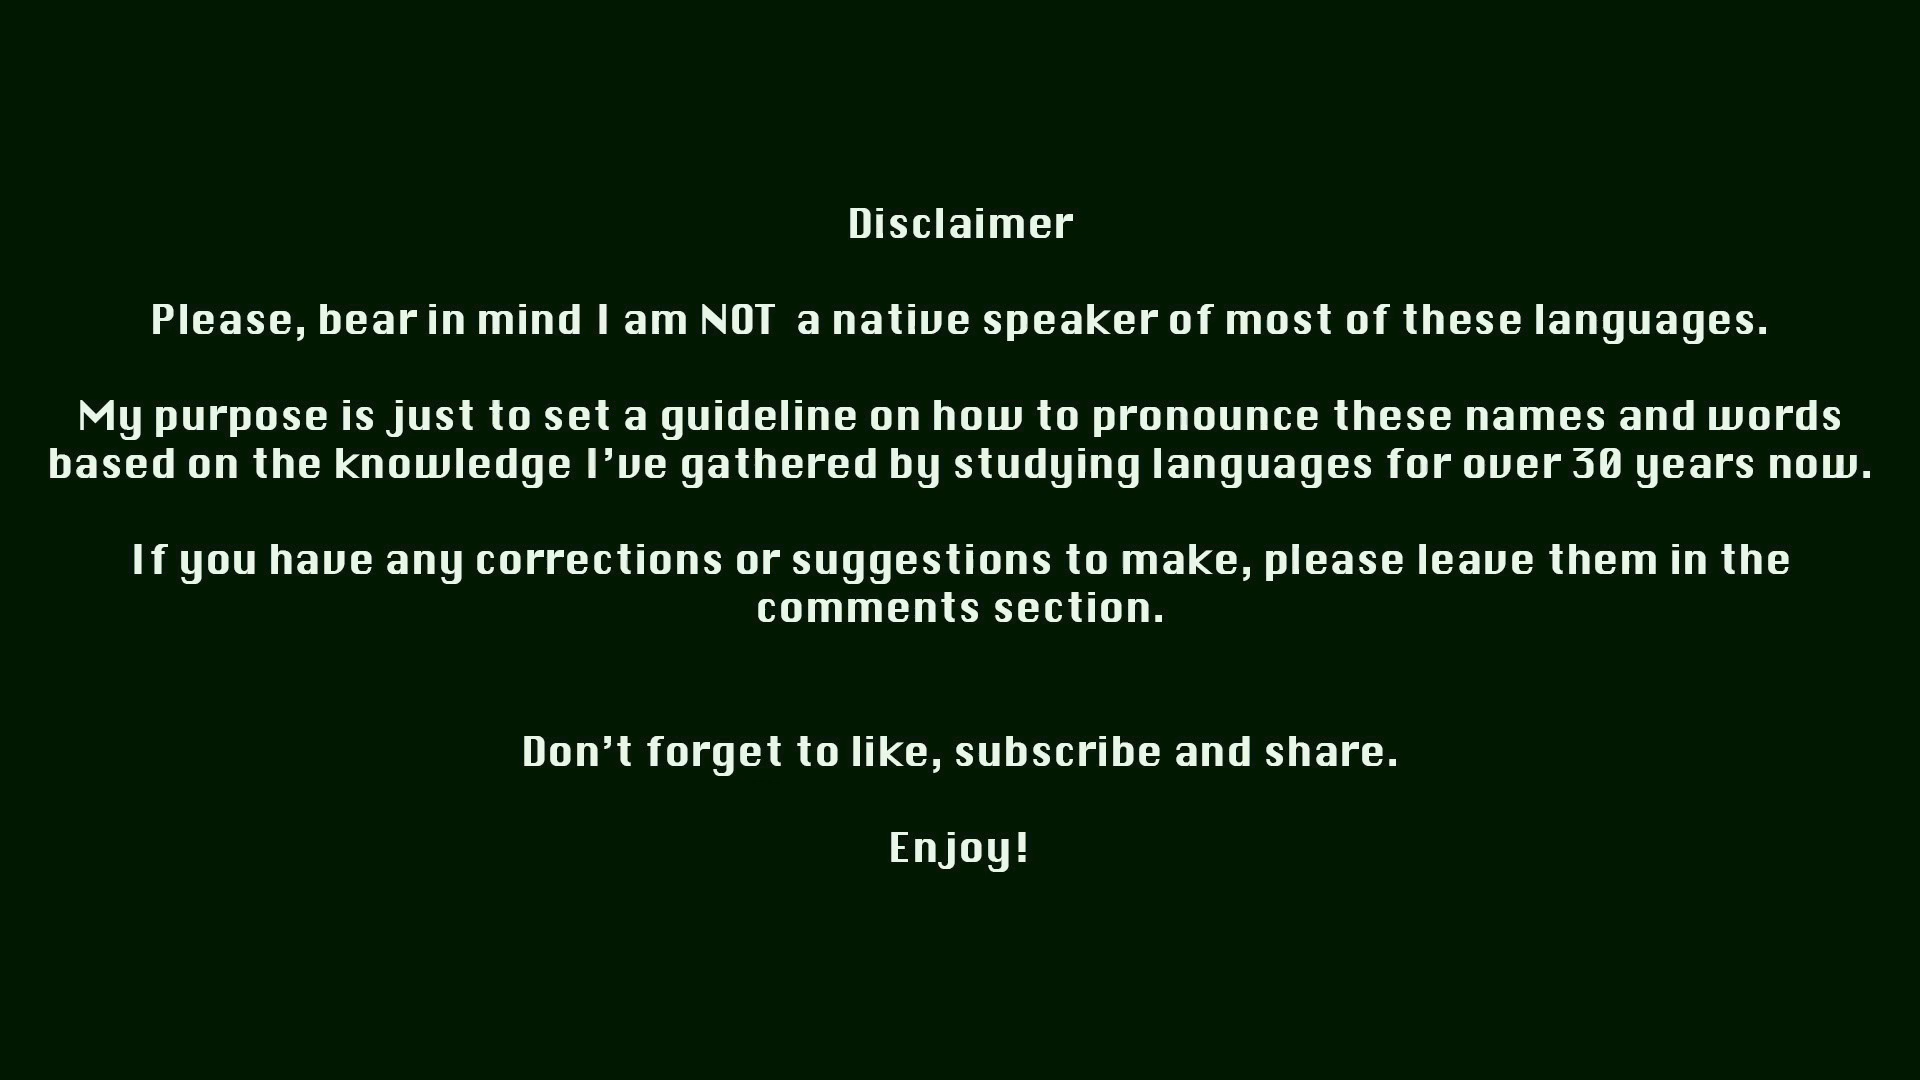 Disclaimer
Please, bear in mind I am NOT a native speaker of most of these languages.
My purpose is just to set a guideline on how to pronounce these names and words
based on the knowledge I've gathered by studying languages for over 30 years now.
If you have any corrections or suggestions to make, please leave them in the
comments section.
Don't forget to like, subscribe and share.
Enjoy!